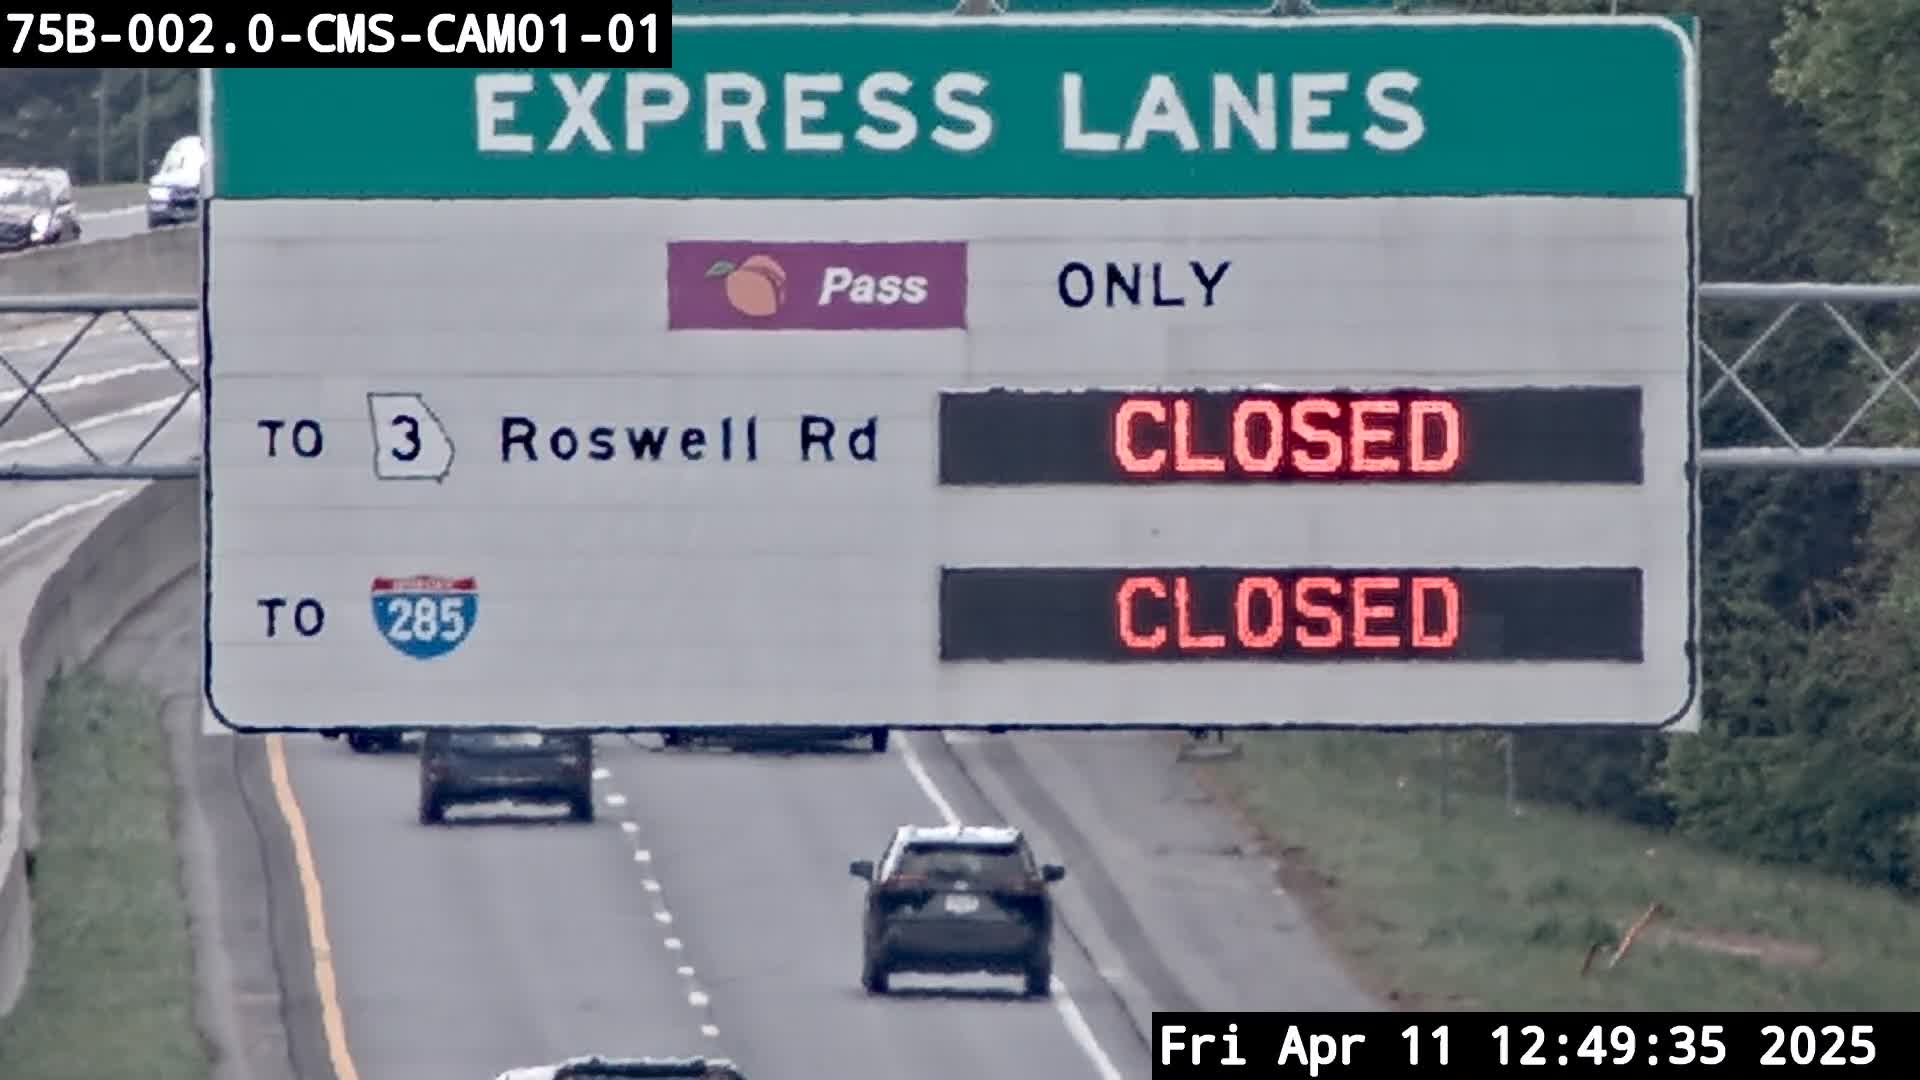 75B-002.0-CMS-CAM01-01
EXPRESS LANES
Pass ONLY
TO 3 Roswell Rd CLOSED
TO 285 CLOSED
Fri Apr 11 12:49:35 2025